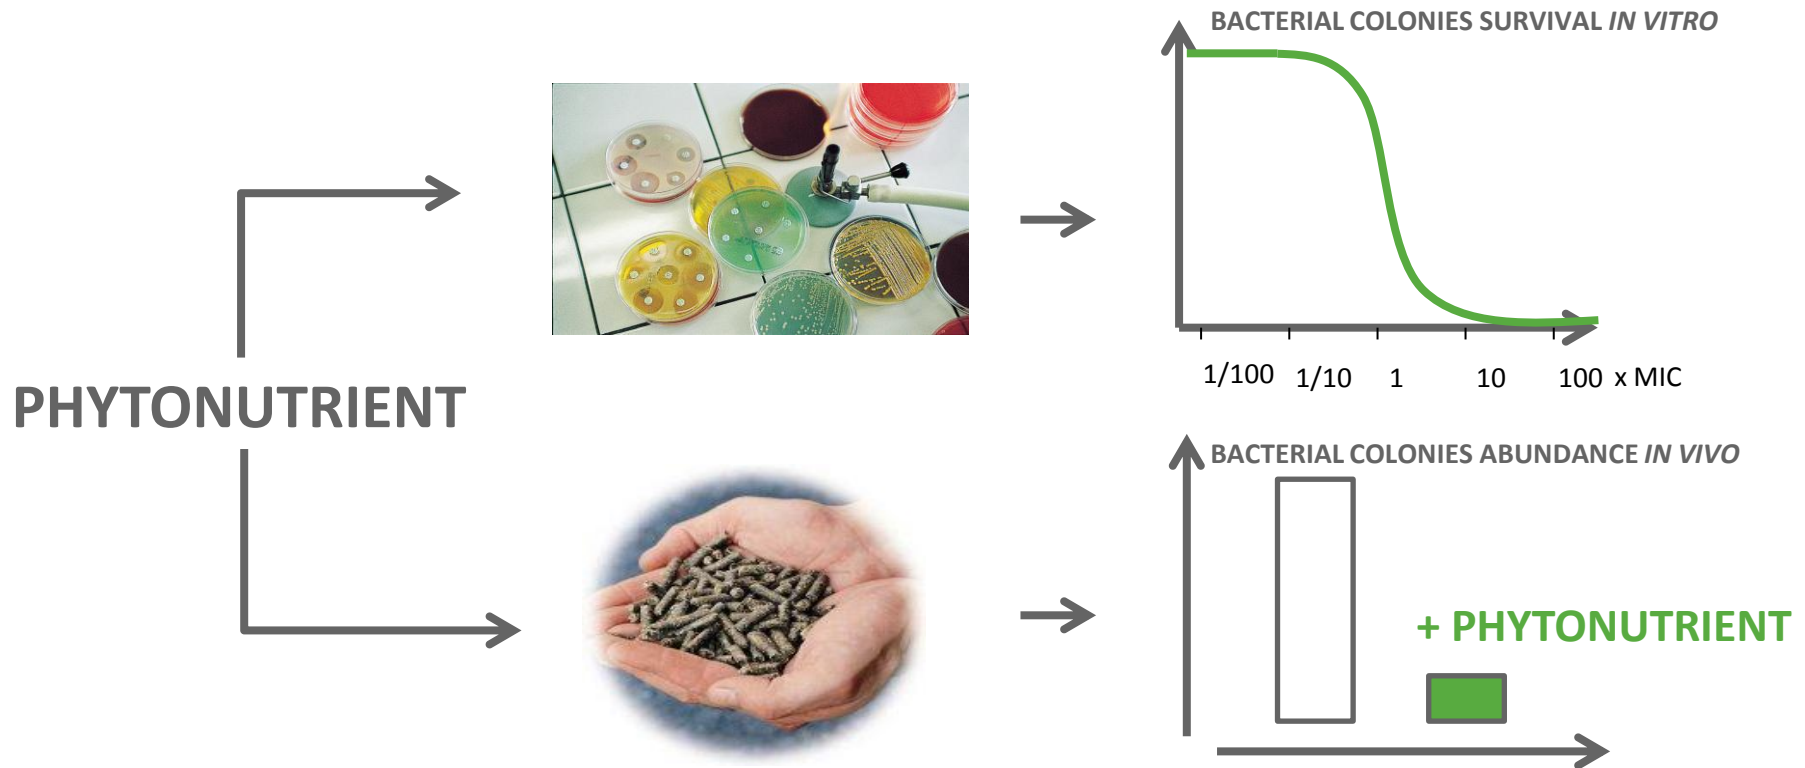 BACTERIAL COLONIES SURVIVAL IN VITRO
1/100 1/10 1 10 100 x MIC
PHYTONUTRIENT
BACTERIAL COLONIES ABUNDANCE IN VIVO
+ PHYTONUTRIENT